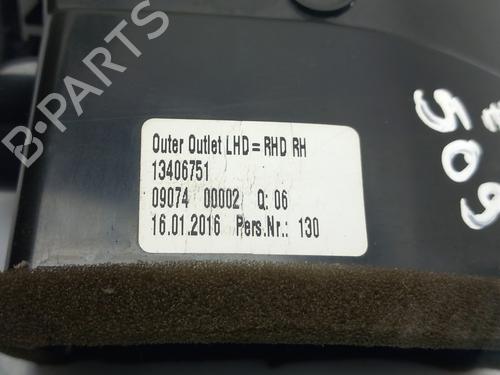 Outer Outlet LHD = RHD RH
13406751
09074 00002 Q: 06
16.01.2016 Pers.Nr.: 130
509
B-PARTS